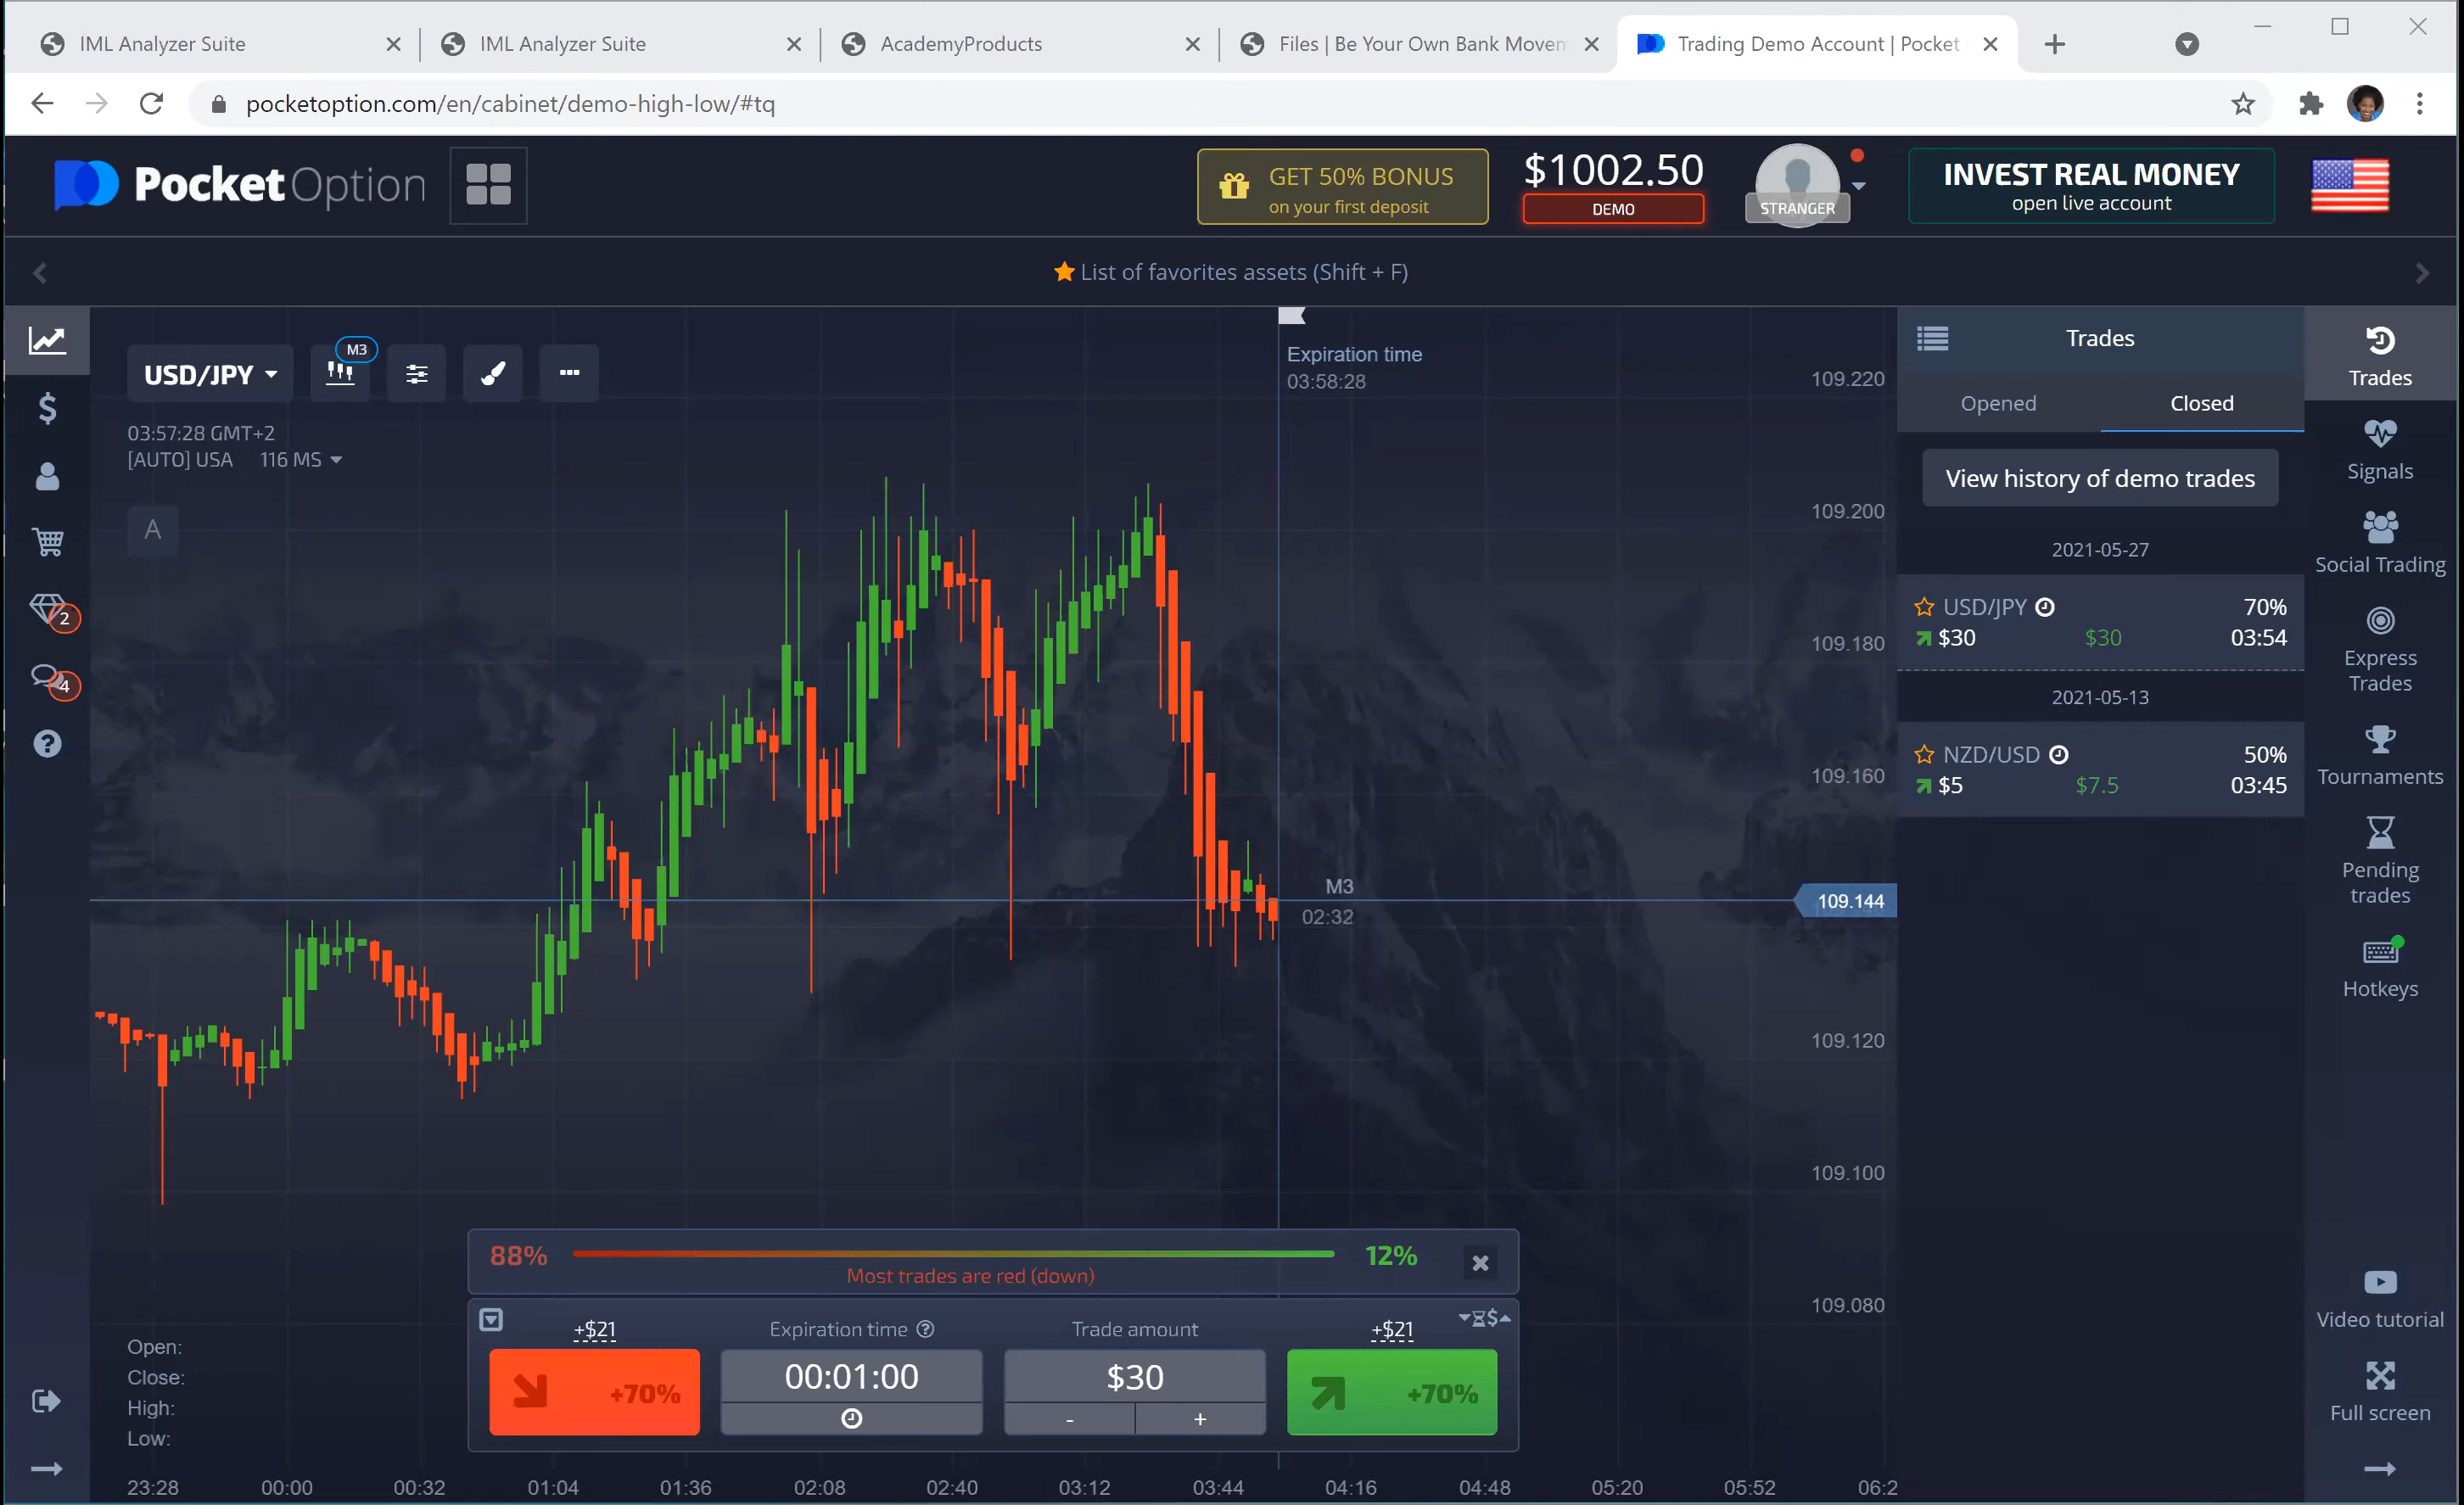 IML Analyzer Suite
IML Analyzer Suite
AcademyProducts
Files | Be Your Own Bank Movem
Trading Demo Account | Pocket
pocketoption.com/en/cabinet/demo-high-low/#tq
PocketOption
GET 50% BONUS
on your first deposit
$1002.50
DEMO
STRANGER
INVEST REAL MONEY
open live account
List of favorites assets (Shift + F)
USD/JPY
M3
03:57:28 GMT+2
[AUTO] USA 116 MS
A
Expiration time
03:58:28
109.220
109.200
109.180
109.160
109.144
109.120
109.100
109.080
M3
02:32
2
4
Trades
Opened Closed
View history of demo trades
2021-05-27
USD/JPY 70%
$30 $30 03:54
2021-05-13
NZD/USD 50%
$5 $7.5 03:45
Trades
Signals
Social Trading
Express
Trades
Tournaments
Pending
trades
Hotkeys
Video tutorial
Full screen
88% 12%
Most trades are red (down)
+$21 Expiration time Trade amount +$21
+70% 00:01:00 $30 +70%
- +
Open:
Close:
High:
Low:
23:28 00:00 00:32 01:04 01:36 02:08 02:40 03:12 03:44 04:16 04:48 05:20 05:52 06:2